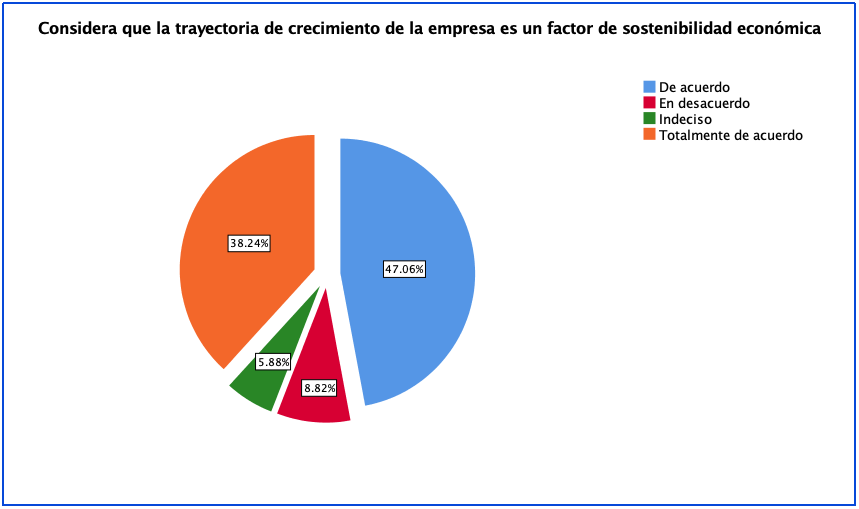 Considera que la trayectoria de crecimiento de la empresa es un factor de sostenibilidad económica
De acuerdo
En desacuerdo
Indeciso
Totalmente de acuerdo
38.24%
47.06%
5.88%
8.82%